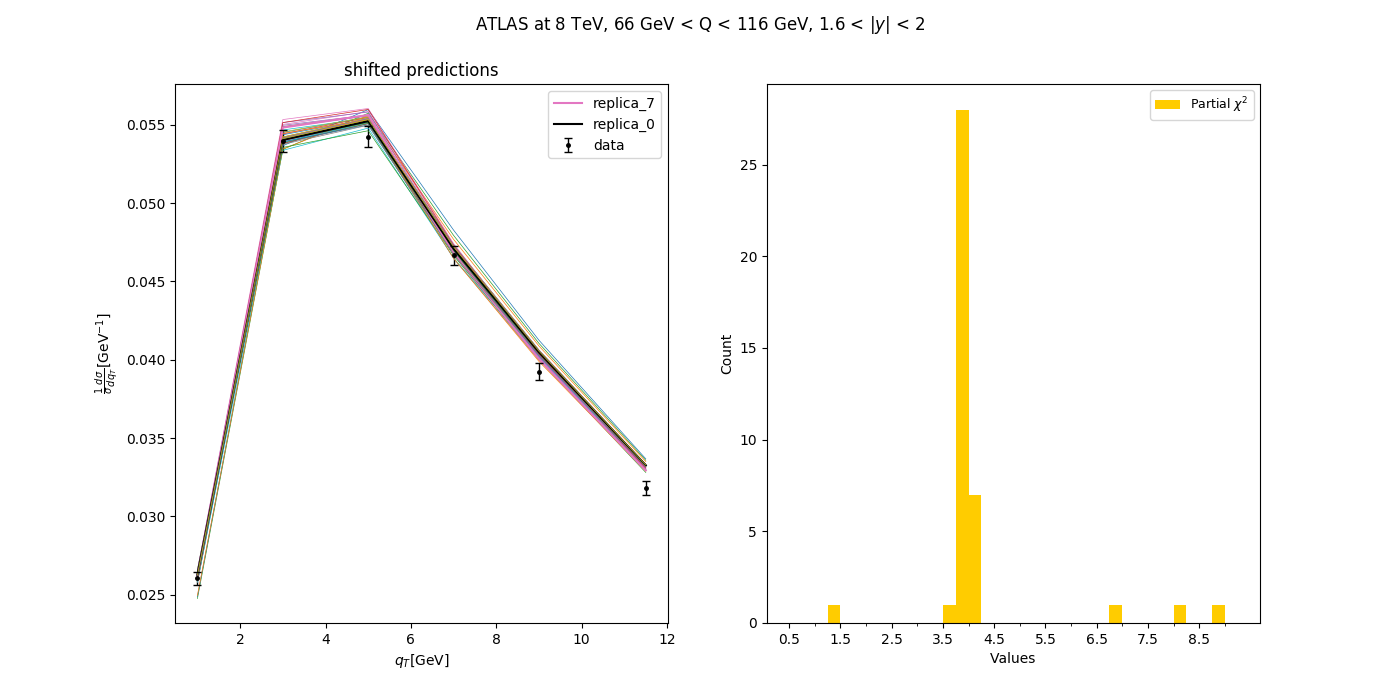 ATLAS at 8 TeV, 66 GeV < Q < 116 GeV, 1.6 < |y| < 2
shifted predictions
replica_7
replica_0
data
0.055
0.050
0.045
0.040
0.035
0.030
0.025
1/σ dσ/dq_T [GeV⁻¹]
2
4
6
8
10
12
q_T[GeV]
Partial χ²
25
20
15
10
5
0
Count
0.5
1.5
2.5
3.5
4.5
5.5
6.5
7.5
8.5
Values